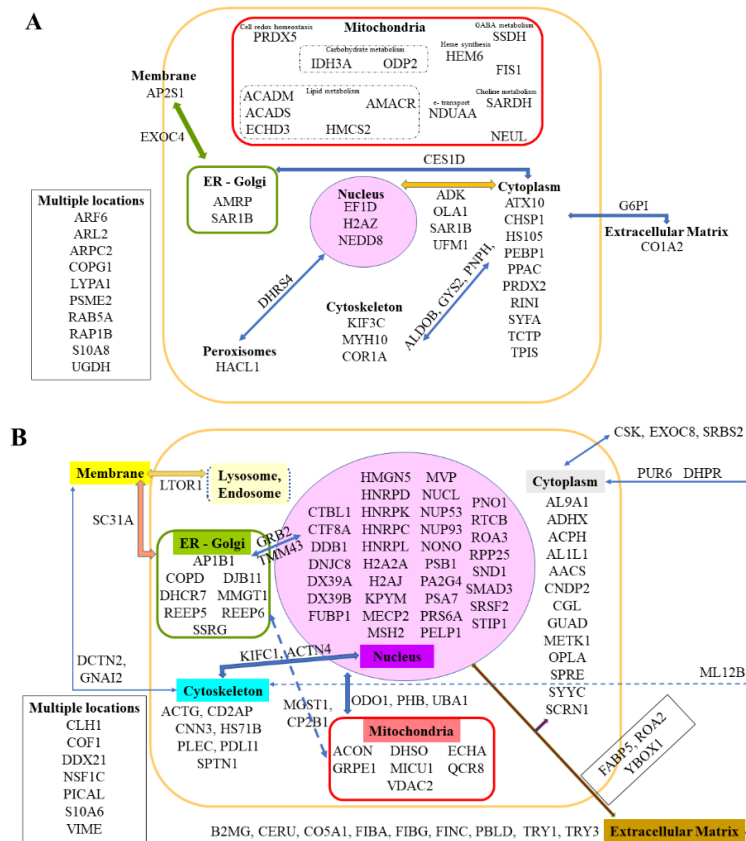 A
Mitochondria
Cell redox homeostasis
PRDX5
GABA metabolism
SSDH
Carbohydrate metabolism
IDH3A ODP2
Heme synthesis
HEM6
FIS1
Lipid metabolism
ACADM
ACADS
ECHD3
AMACR
HMCS2
e- transport
NDUAA
Choline metabolism
SARDH
NEUL
Membrane
AP2S1
EXOC4
CES1D
ER - Golgi
AMRP
SAR1B
Nucleus
EF1D
H2AZ
NEDD8
ADK
OLA1
SAR1B
UFM1
Cytoplasm
ATX10
CHSP1
HS105
PEBP1
PPAC
PRDX2
RINI
SYFA
TCTP
TPIS
G6PI
Extracellular Matrix
CO1A2
Multiple locations
ARF6
ARL2
ARPC2
COPG1
LYPA1
PSME2
RAB5A
RAP1B
S10A8
UGDH
DHRS4
Peroxisomes
HACL1
Cytoskeleton
KIF3C
MYH10
COR1A
ALDOB, GYS2, PNPH,
B
CSK, EXOC8, SRBS2
Membrane
LTOR1
Lysosome,
Endosome
SC31A
PUR6 DHPR
Cytoplasm
AL9A1
ADHX
ACPH
AL1L1
AACS
CNDP2
CGL
GUAD
METK1
OPLA
SPRE
SYYC
SCRN1
ER - Golgi
AP1B1
COPD DJB11
DHCR7 MMGT1
REEP5 REEP6
SSRG
GRB2
TMM43
CTBL1
CTF8A
DDB1
DNJC8
DX39A
DX39B
FUBP1
HMGN5
HNRPD
HNRPK
HNRPC
HNRPL
H2A2A
H2AJ
KPYM
MECP2
MSH2
MVP
NUCL
NUP53
NUP93
NONO
PSB1
PA2G4
PSA7
PRS6A
PELP1
PNO1
RTCB
ROA3
RPP25
SND1
SMAD3
SRSF2
STIP1
Nucleus
KIFC1, ACTN4
DCTN2,
GNAI2
Cytoskeleton
ACTG, CD2AP
CNN3, HS71B
PLEC, PDLI1
SPTN1
MGST1,
CP2B1
ODO1, PHB, UBA1
ML12B
Mitochondria
ACON DHSO ECHA
GRPE1 MICU1 QCR8
VDAC2
FABP5, ROA2
YBOX1
Multiple locations
CLH1
COF1
DDX21
NSF1C
PICAL
S10A6
VIME
B2MG, CERU, CO5A1, FIBA, FIBG, FINC, PBLD, TRY1, TRY3
Extracellular Matrix